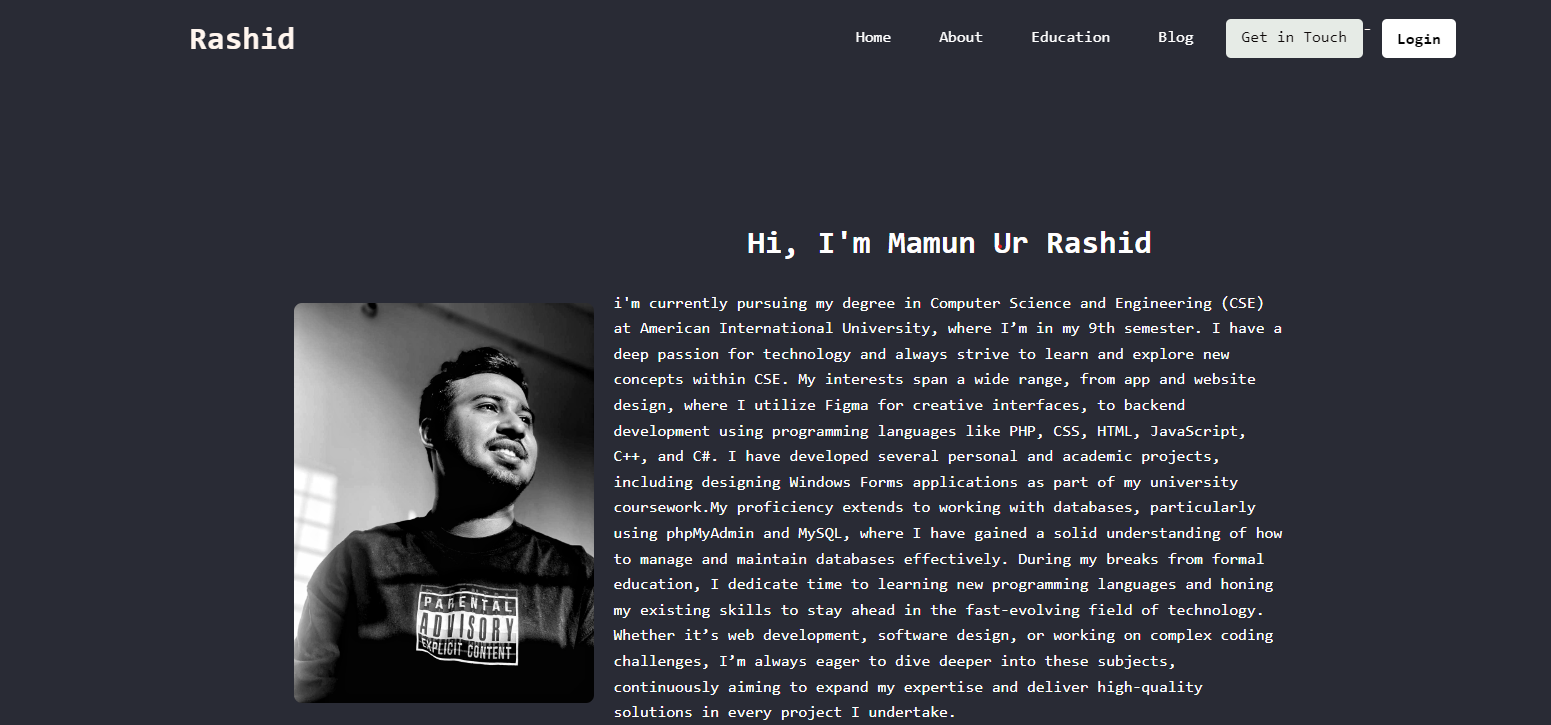 Rashid
Home About Education Blog Get in Touch - Login
Hi, I'm Mamun Ur Rashid
i'm currently pursuing my degree in Computer Science and Engineering (CSE)
at American International University, where I’m in my 9th semester. I have a
deep passion for technology and always strive to learn and explore new
concepts within CSE. My interests span a wide range, from app and website
design, where I utilize Figma for creative interfaces, to backend
development using programming languages like PHP, CSS, HTML, JavaScript,
C++, and C#. I have developed several personal and academic projects,
including designing Windows Forms applications as part of my university
coursework.My proficiency extends to working with databases, particularly
using phpMyAdmin and MySQL, where I have gained a solid understanding of how
to manage and maintain databases effectively. During my breaks from formal
education, I dedicate time to learning new programming languages and honing
my existing skills to stay ahead in the fast-evolving field of technology.
Whether it’s web development, software design, or working on complex coding
challenges, I’m always eager to dive deeper into these subjects,
continuously aiming to expand my expertise and deliver high-quality
solutions in every project I undertake.
PARENTAL
ADVISORY
EXPLICIT CONTENT